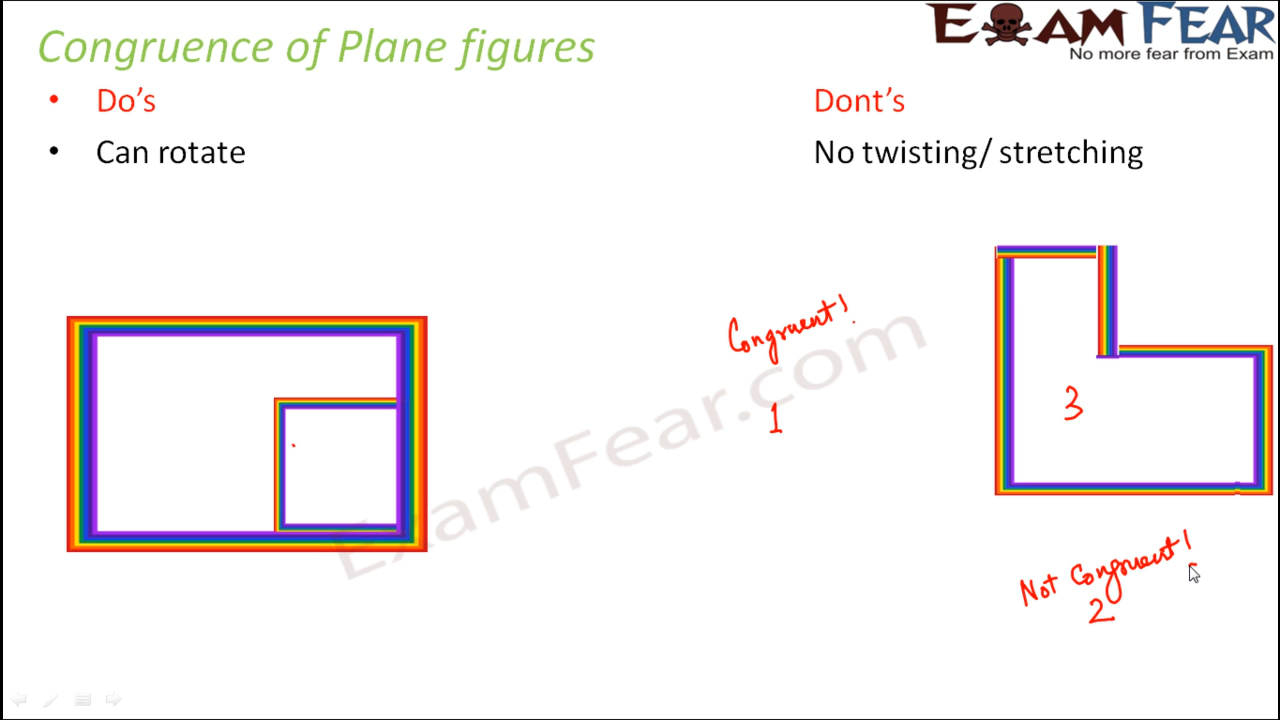 Congruence of Plane figures
EXAM FEAR
No more fear from Exam
• Do's
Dont's
• Can rotate
No twisting/ stretching
Congruent!
1
3
Not Congruent!
2
ExamFear.com